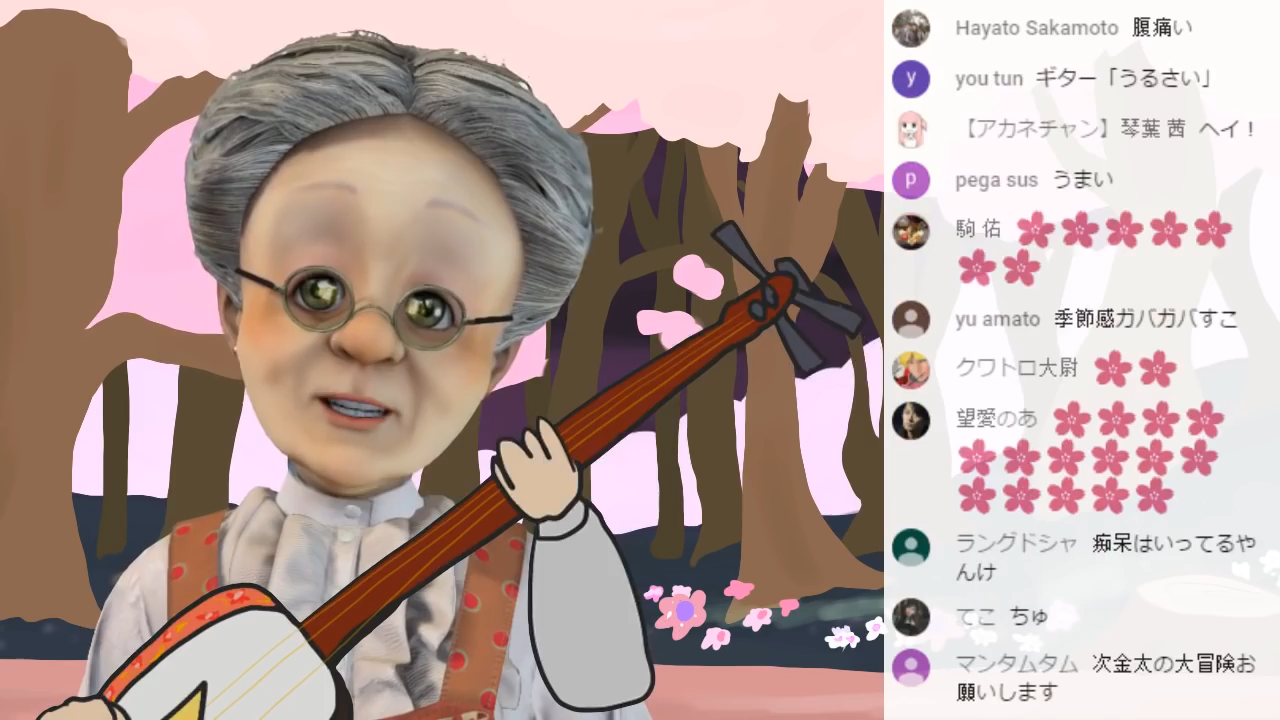 Hayato Sakamoto 腹痛い
y you tun ギター「うるさい」
【アカネチャン】琴葉 茜 ヘイ！
p pega sus うまい
駒 佑 🌸🌸🌸🌸🌸
🌸🌸
yu amato 季節感ガバガバすこ
クワトロ大尉 🌸🌸
望愛のあ 🌸🌸🌸🌸
🌸🌸🌸🌸🌸🌸
🌸🌸🌸🌸🌸
ラングドシャ 痴呆はいってるや
んけ
てこ ちゅ
マンタムタム 次金太の大冒険お
願いします